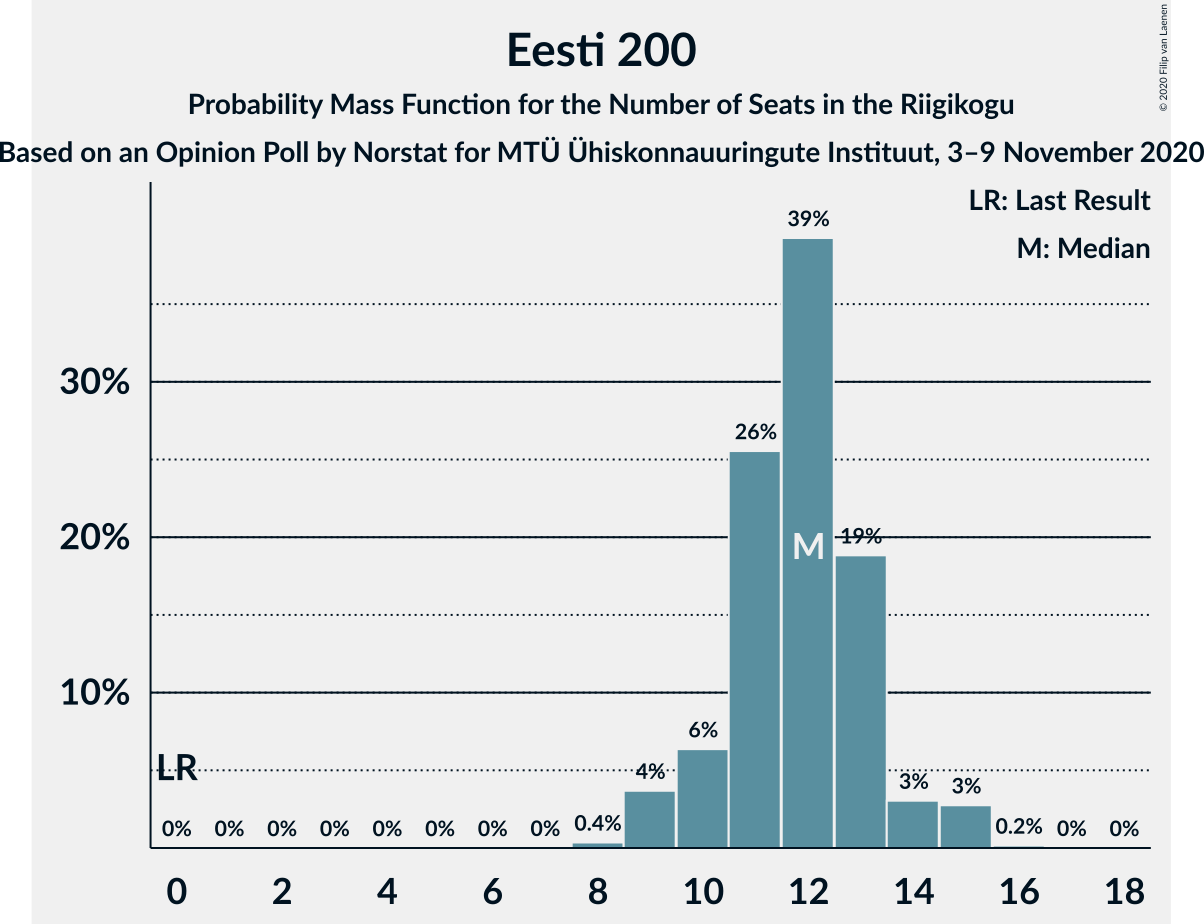 Eesti 200
Probability Mass Function for the Number of Seats in the Riigikogu
Based on an Opinion Poll by Norstat for MTÜ Ühiskonnauuringute Instituut, 3–9 November 2020
© 2020 Filip van Laenen
LR: Last Result
M: Median
39%
30%
26%
20%
M
19%
10%
6%
LR
4%
3%
3%
0% 0% 0% 0% 0% 0% 0% 0% 0.4% 0.2% 0% 0%
0 2 4 6 8 10 12 14 16 18